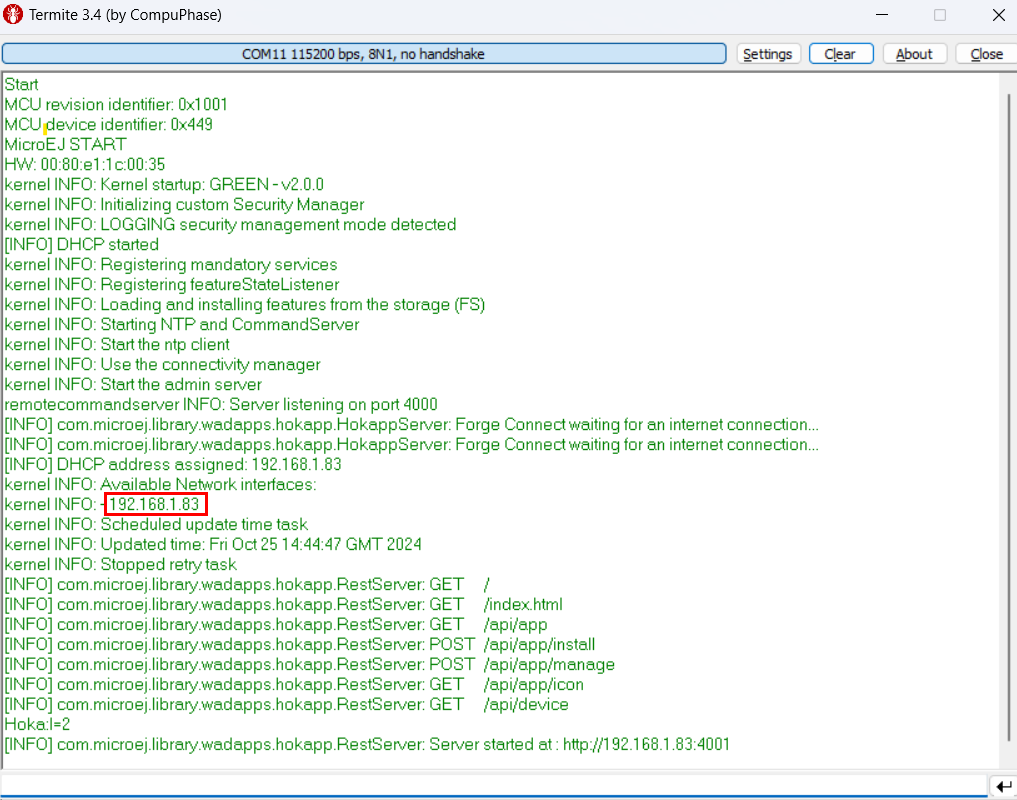 Termite 3.4 (by CompuPhase)
COM11 115200 bps, 8N1, no handshake Settings Clear About Close
Start
MCU revision identifier: 0x1001
MCU device identifier: 0x449
MicroEJ START
HW: 00:80:e1:1c:00:35
kernel INFO: Kernel startup: GREEN - v2.0.0
kernel INFO: Initializing custom Security Manager
kernel INFO: LOGGING security management mode detected
[INFO] DHCP started
kernel INFO: Registering mandatory services
kernel INFO: Registering featureStateListener
kernel INFO: Loading and installing features from the storage (FS)
kernel INFO: Starting NTP and CommandServer
kernel INFO: Start the ntp client
kernel INFO: Use the connectivity manager
kernel INFO: Start the admin server
remotecommandserver INFO: Server listening on port 4000
[INFO] com.microej.library.wadapps.hokapp.HokappServer: Forge Connect waiting for an internet connection...
[INFO] com.microej.library.wadapps.hokapp.HokappServer: Forge Connect waiting for an internet connection...
[INFO] DHCP address assigned: 192.168.1.83
kernel INFO: Available Network interfaces:
kernel INFO: - 192.168.1.83
kernel INFO: Scheduled update time task
kernel INFO: Updated time: Fri Oct 25 14:44:47 GMT 2024
kernel INFO: Stopped retry task
[INFO] com.microej.library.wadapps.hokapp.RestServer: GET /
[INFO] com.microej.library.wadapps.hokapp.RestServer: GET /index.html
[INFO] com.microej.library.wadapps.hokapp.RestServer: GET /api/app
[INFO] com.microej.library.wadapps.hokapp.RestServer: POST /api/app/install
[INFO] com.microej.library.wadapps.hokapp.RestServer: POST /api/app/manage
[INFO] com.microej.library.wadapps.hokapp.RestServer: GET /api/app/icon
[INFO] com.microej.library.wadapps.hokapp.RestServer: GET /api/device
Hoka:l=2
[INFO] com.microej.library.wadapps.hokapp.RestServer: Server started at : http://192.168.1.83:4001